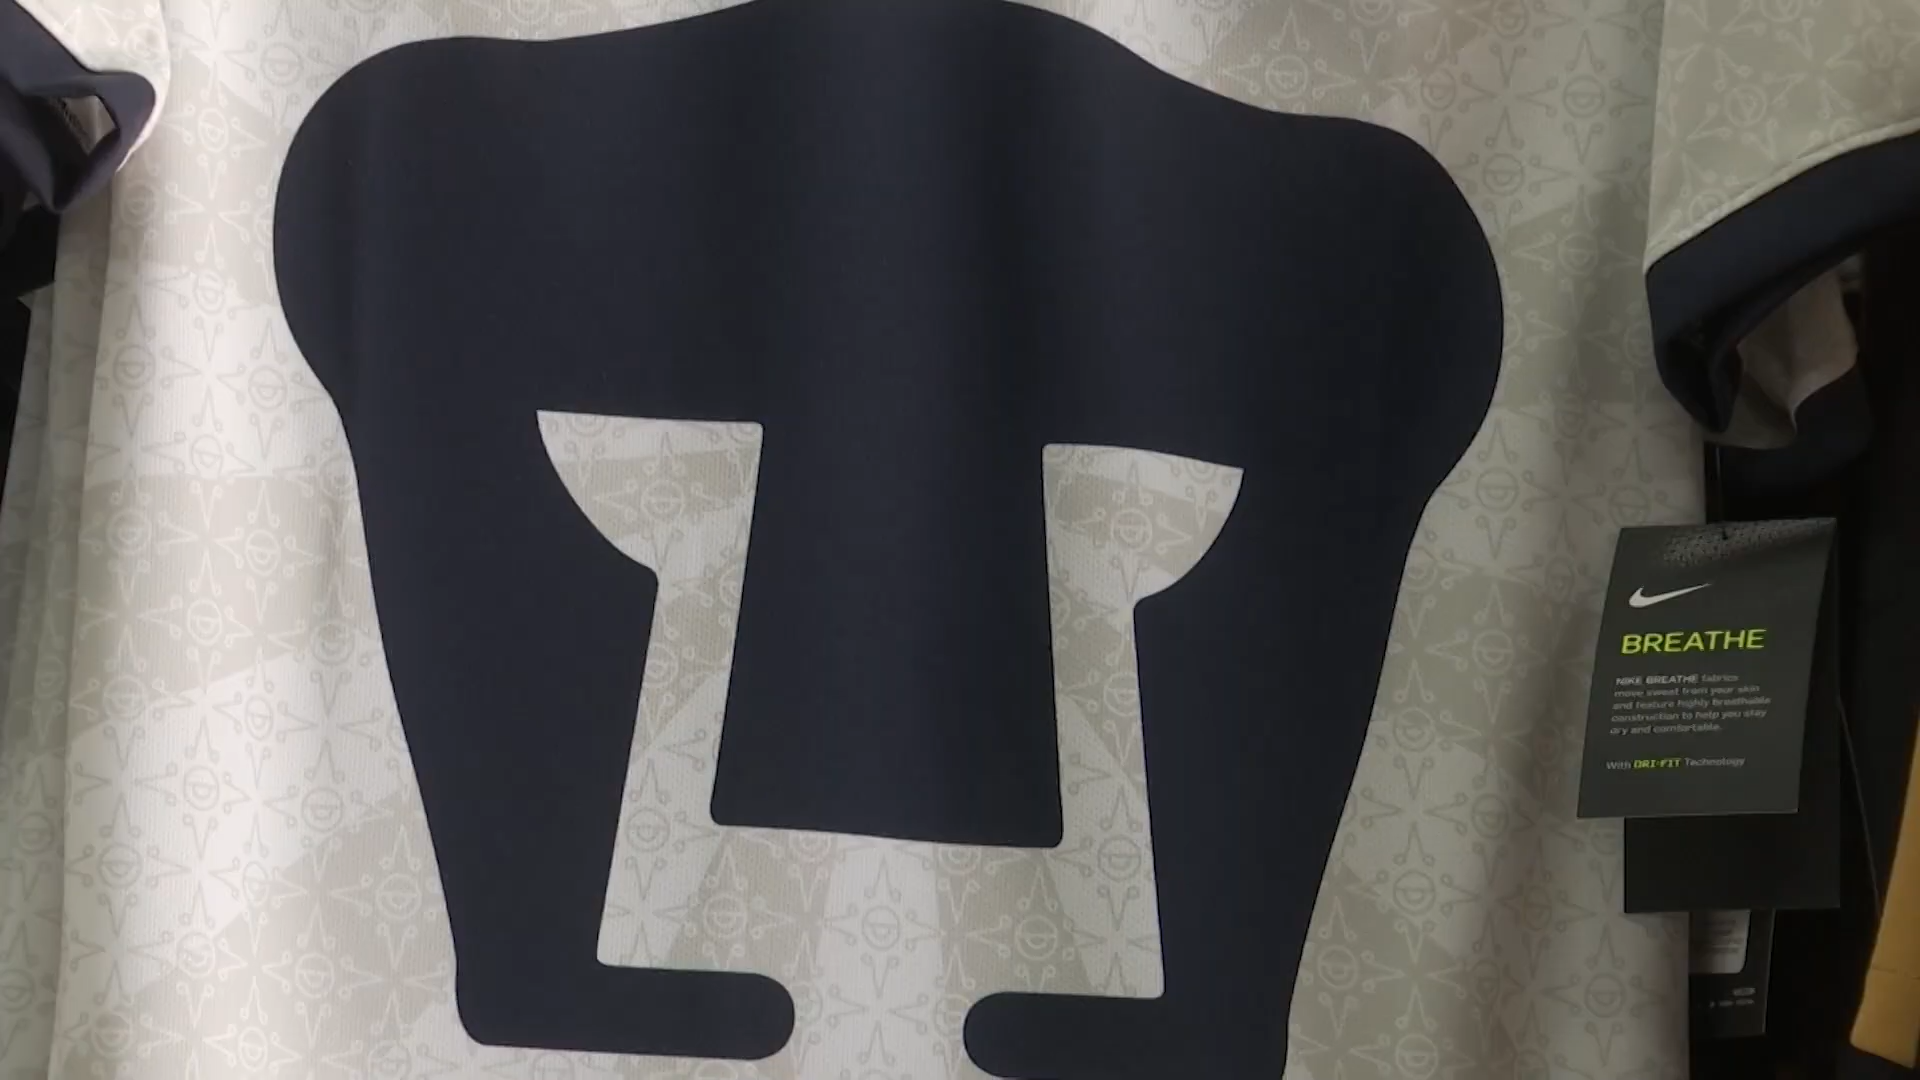 BREATHE
NIKE BREATHE fabrics
move sweat from your skin
and feature highly breathable
construction to help you stay
dry and comfortable.
With DRI-FIT Technology